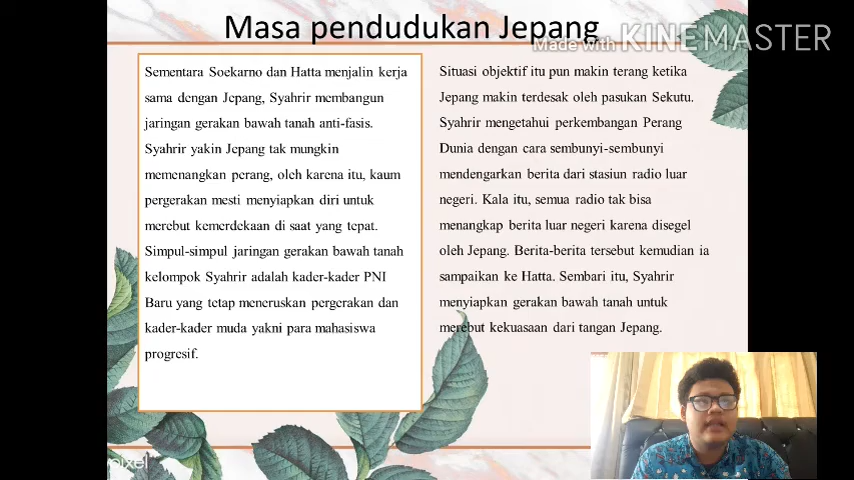 Masa pendudukan Jepang
Made with KINEMASTER
Sementara Soekarno dan Hatta menjalin kerja
sama dengan Jepang, Syahrir membangun
jaringan gerakan bawah tanah anti-fasis.
Syahrir yakin Jepang tak mungkin
memenangkan perang, oleh karena itu, kaum
pergerakan mesti menyiapkan diri untuk
merebut kemerdekaan di saat yang tepat.
Simpul-simpul jaringan gerakan bawah tanah
kelompok Syahrir adalah kader-kader PNI
Baru yang tetap meneruskan pergerakan dan
kader-kader muda yakni para mahasiswa
progresif.
Situasi objektif itu pun makin terang ketika
Jepang makin terdesak oleh pasukan Sekutu.
Syahrir mengetahui perkembangan Perang
Dunia dengan cara sembunyi-sembunyi
mendengarkan berita dari stasiun radio luar
negeri. Kala itu, semua radio tak bisa
menangkap berita luar negeri karena disegel
oleh Jepang. Berita-berita tersebut kemudian ia
sampaikan ke Hatta. Sembari itu, Syahrir
menyiapkan gerakan bawah tanah untuk
merebut kekuasaan dari tangan Jepang.